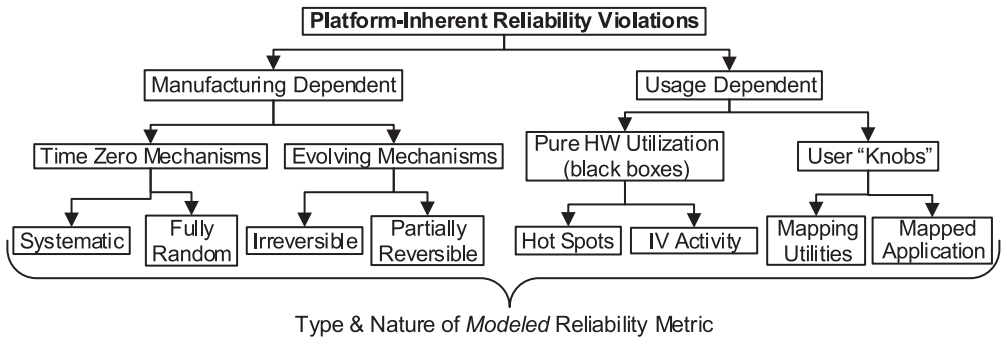 Platform-Inherent Reliability Violations
Manufacturing Dependent
Usage Dependent
Time Zero Mechanisms
Evolving Mechanisms
Pure HW Utilization
(black boxes)
User “Knobs”
Systematic
Fully
Random
Irreversible
Partially
Reversible
Hot Spots
IV Activity
Mapping
Utilities
Mapped
Application
Type & Nature of Modeled Reliability Metric